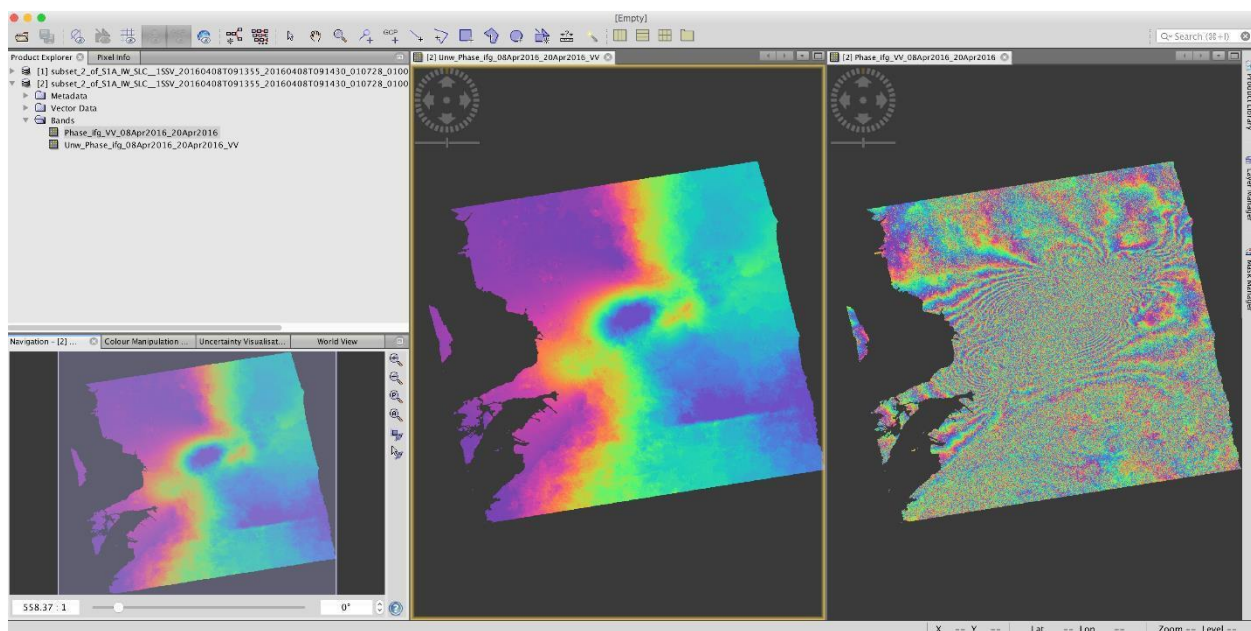 [Empty]
GCP
Q- Search (⌘+I)
Product Explorer
Pixel Info
[1] subset_2_of_S1A_IW_SLC__1SSV_20160408T091355_20160408T091430_010728_0100
[2] subset_2_of_S1A_IW_SLC__1SSV_20160408T091355_20160408T091430_010728_0100
Metadata
Vector Data
Bands
Phase_ifg_VV_08Apr2016_20Apr2016
Unw_Phase_ifg_08Apr2016_20Apr2016_VV
[2] Unw_Phase_ifg_08Apr2016_20Apr2016_VV
[2] Phase_ifg_VV_08Apr2016_20Apr2016
Product Library
Layer Manager
Mask Manager
Navigation - [2] ...
Colour Manipulation ...
Uncertainty Visualisat...
World View
558.37 : 1
0°
X -- Y -- Lat -- Lon -- Zoom -- Level --